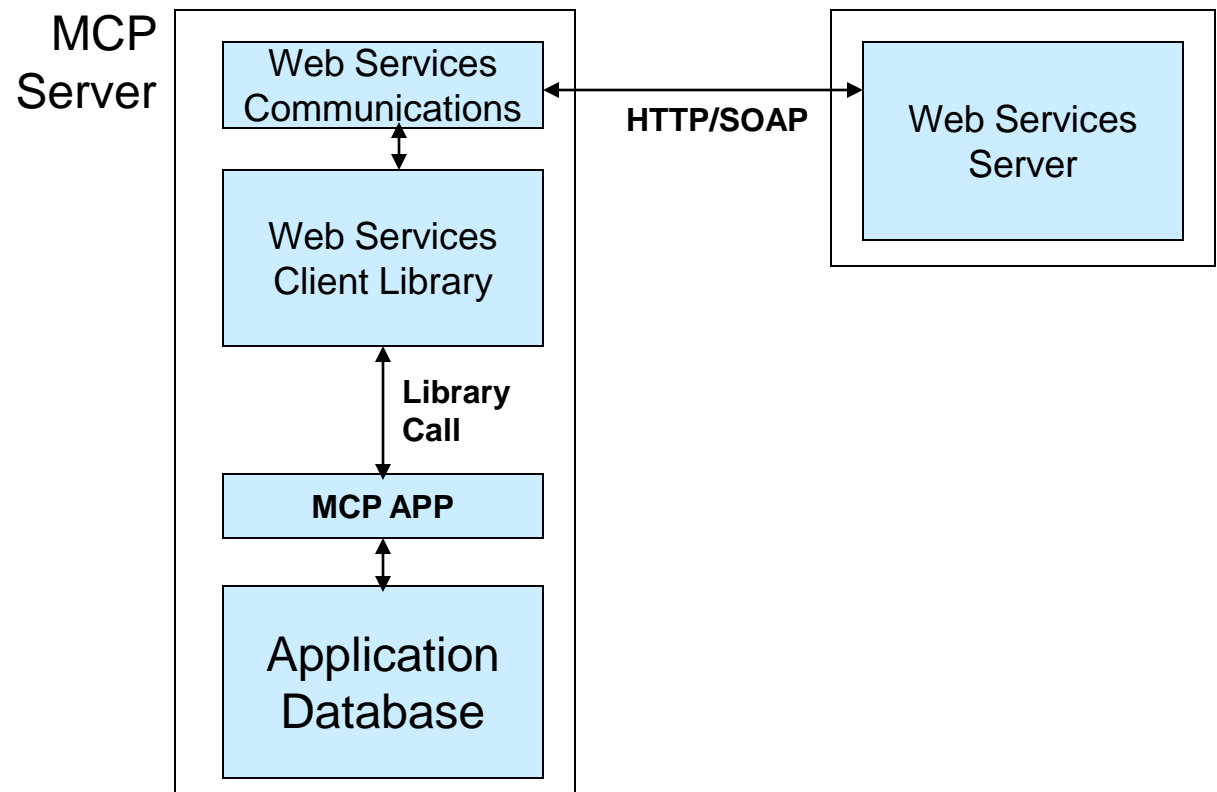 MCP
Server
Web Services
Communications
HTTP/SOAP
Web Services
Server
Web Services
Client Library
Library
Call
MCP APP
Application
Database